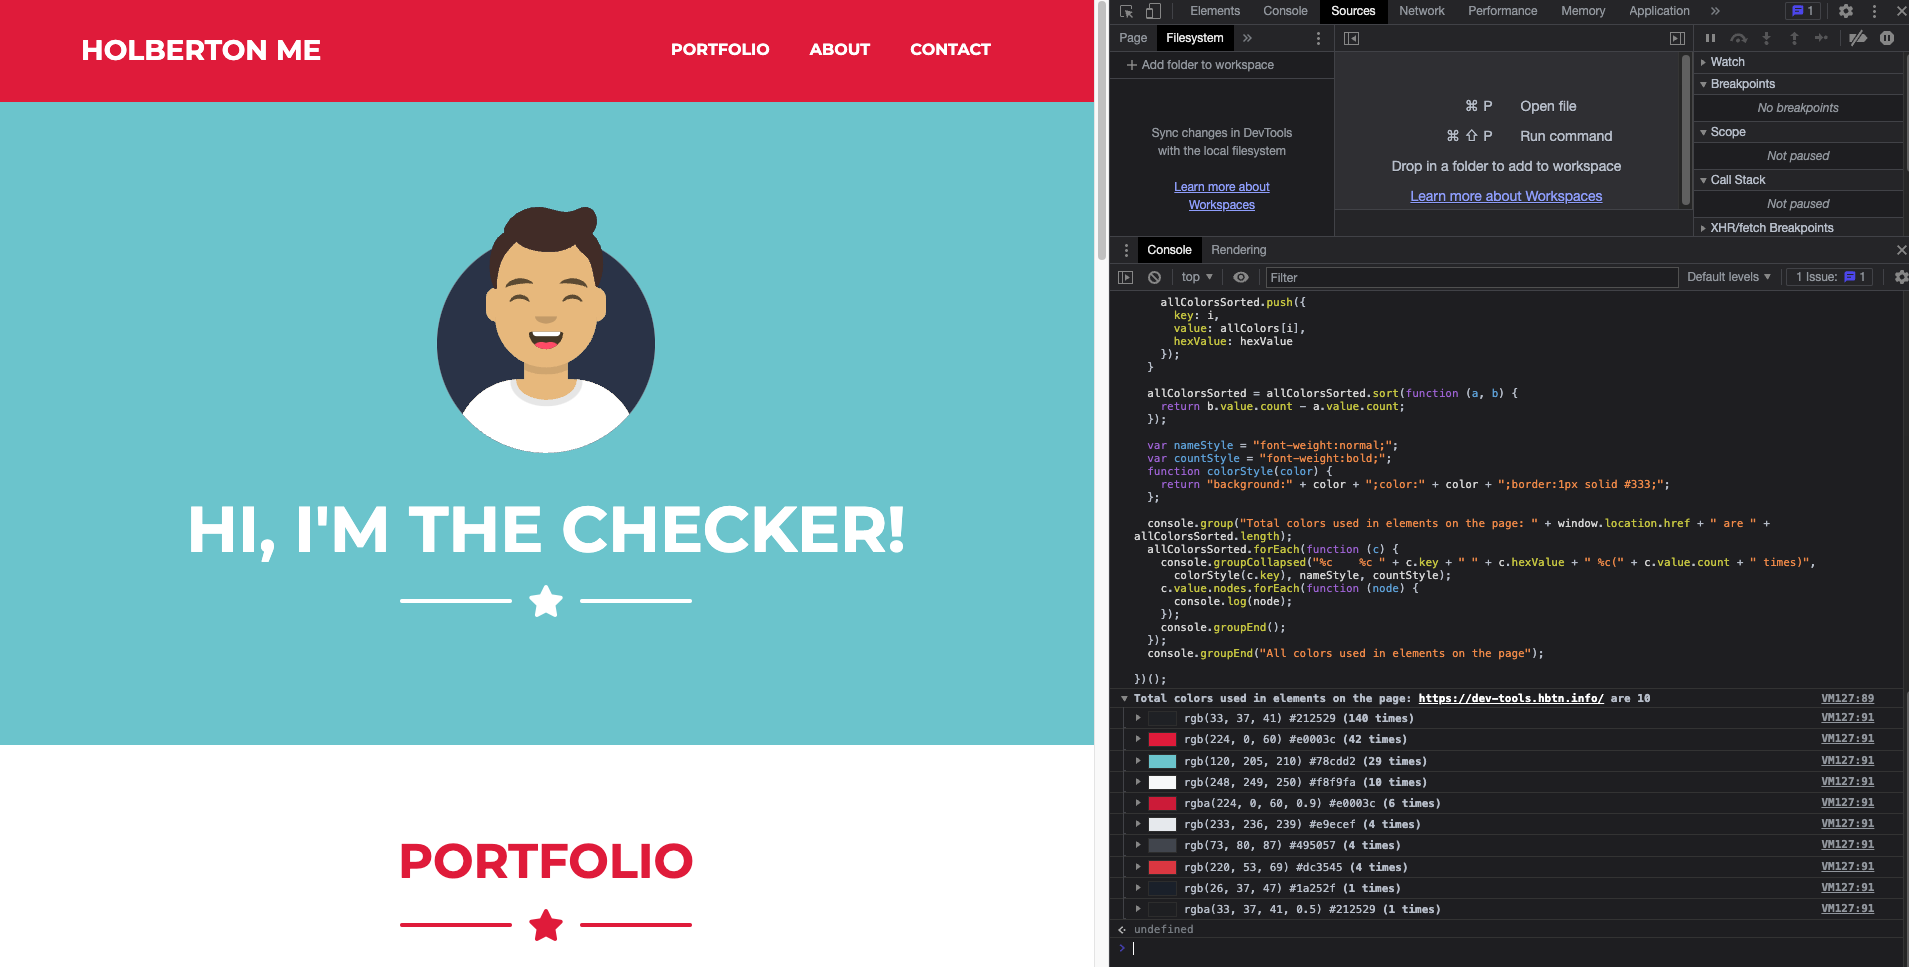 HOLBERTON ME
PORTFOLIO ABOUT CONTACT
HI, I'M THE CHECKER!
PORTFOLIO
Elements Console Sources Network Performance Memory Application » 1
Page Filesystem »
+ Add folder to workspace
Sync changes in DevTools
with the local filesystem
Learn more about
Workspaces
⌘ P Open file
⌘ ⇧ P Run command
Drop in a folder to add to workspace
Learn more about Workspaces
Watch
Breakpoints
No breakpoints
Scope
Not paused
Call Stack
Not paused
XHR/fetch Breakpoints
Console Rendering
top Filter Default levels 1 Issue: 1
allColorsSorted.push({
key: i,
value: allColors[i],
hexValue: hexValue
});
}
allColorsSorted = allColorsSorted.sort(function (a, b) {
return b.value.count - a.value.count;
});
var nameStyle = "font-weight:normal;";
var countStyle = "font-weight:bold;";
function colorStyle(color) {
return "background:" + color + ";color:" + color + ";border:1px solid #333;";
};
console.group("Total colors used in elements on the page: " + window.location.href + " are " +
allColorsSorted.length);
allColorsSorted.forEach(function (c) {
console.groupCollapsed("%c    %c " + c.key + " " + c.hexValue + " %c(" + c.value.count + " times)",
colorStyle(c.key), nameStyle, countStyle);
c.value.nodes.forEach(function (node) {
console.log(node);
});
console.groupEnd();
});
console.groupEnd("All colors used in elements on the page");
})();
Total colors used in elements on the page: https://dev-tools.hbtn.info/ are 10 VM127:89
rgb(33, 37, 41) #212529 (140 times) VM127:91
rgb(224, 0, 60) #e0003c (42 times) VM127:91
rgb(120, 205, 210) #78cdd2 (29 times) VM127:91
rgb(248, 249, 250) #f8f9fa (10 times) VM127:91
rgba(224, 0, 60, 0.9) #e0003c (6 times) VM127:91
rgb(233, 236, 239) #e9ecef (4 times) VM127:91
rgb(73, 80, 87) #495057 (4 times) VM127:91
rgb(220, 53, 69) #dc3545 (4 times) VM127:91
rgb(26, 37, 47) #1a252f (1 times) VM127:91
rgba(33, 37, 41, 0.5) #212529 (1 times) VM127:91
undefined